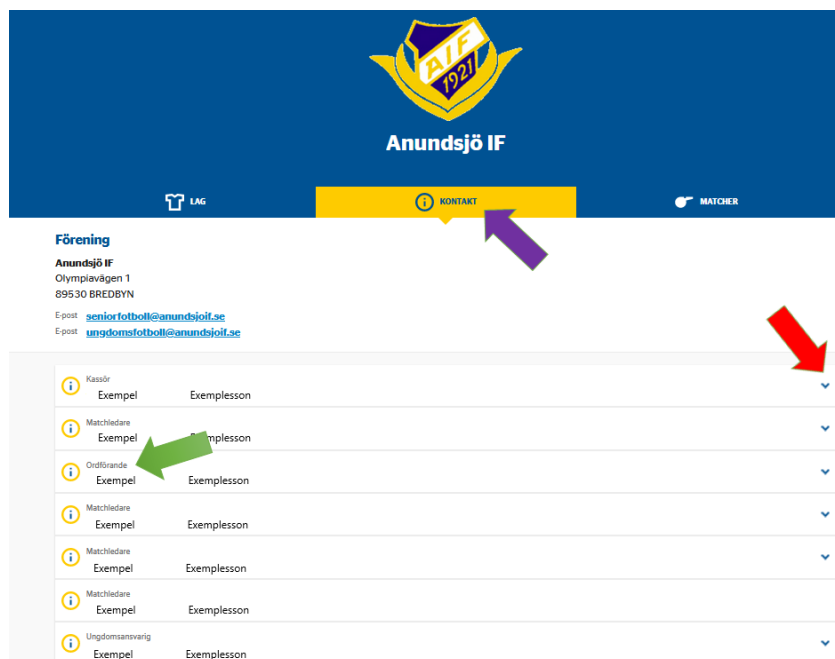 AIF
1921
Anundsjö IF
LAG
KONTAKT
MATCHER
Förening
Anundsjö IF
Olympiavägen 1
89530 BREDBYN
E-post seniorfotboll@anundsjoif.se
E-post ungdomsfotboll@anundsjoif.se
Kassör
Exempel Exemplesson
Matchledare
Exempel
Ordförande
Exempel Exemplesson
Matchledare
Exempel Exemplesson
Matchledare
Exempel Exemplesson
Matchledare
Exempel Exemplesson
Ungdomsansvarig
Exempel Exemplesson